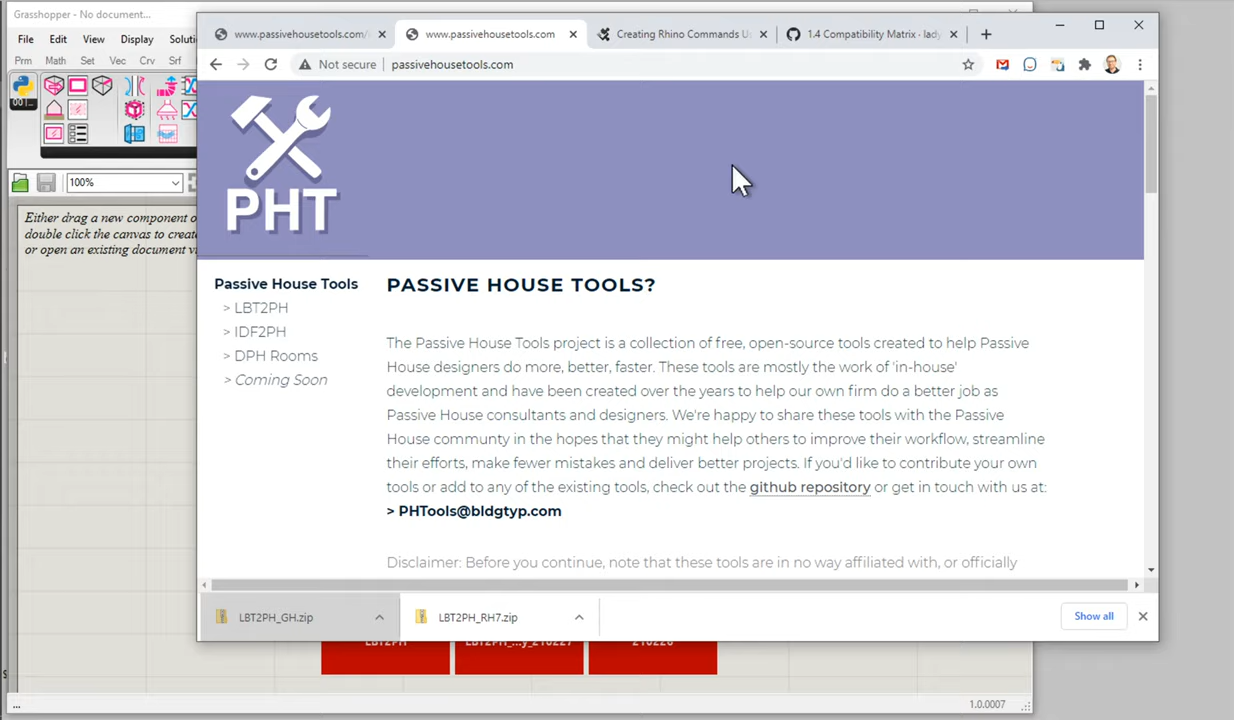 Grasshopper - No document...
File Edit View Display Soluti
Prm Math Set Vec Crv Srf
100%
Either drag a new component o
double click the canvas to create
or open an existing document vi
www.passivehousetools.com/
www.passivehousetools.com
Creating Rhino Commands U
1.4 Compatibility Matrix · lady
Not secure passivehousetools.com
PHT
Passive House Tools
> LBT2PH
> IDF2PH
> DPH Rooms
> Coming Soon
PASSIVE HOUSE TOOLS?
The Passive House Tools project is a collection of free, open-source tools created to help Passive
House designers do more, better, faster. These tools are mostly the work of 'in-house'
development and have been created over the years to help our own firm do a better job as
Passive House consultants and designers. We're happy to share these tools with the Passive
House communty in the hopes that they might help others to improve their workflow, streamline
their efforts, make fewer mistakes and deliver better projects. If you'd like to contribute your own
tools or add to any of the existing tools, check out the github repository or get in touch with us at:
> PHTools@bldgtyp.com
Disclaimer: Before you continue, note that these tools are in no way affiliated with, or officially
LBT2PH_GH.zip
LBT2PH_RH7.zip
Show all
...
1.0.0007